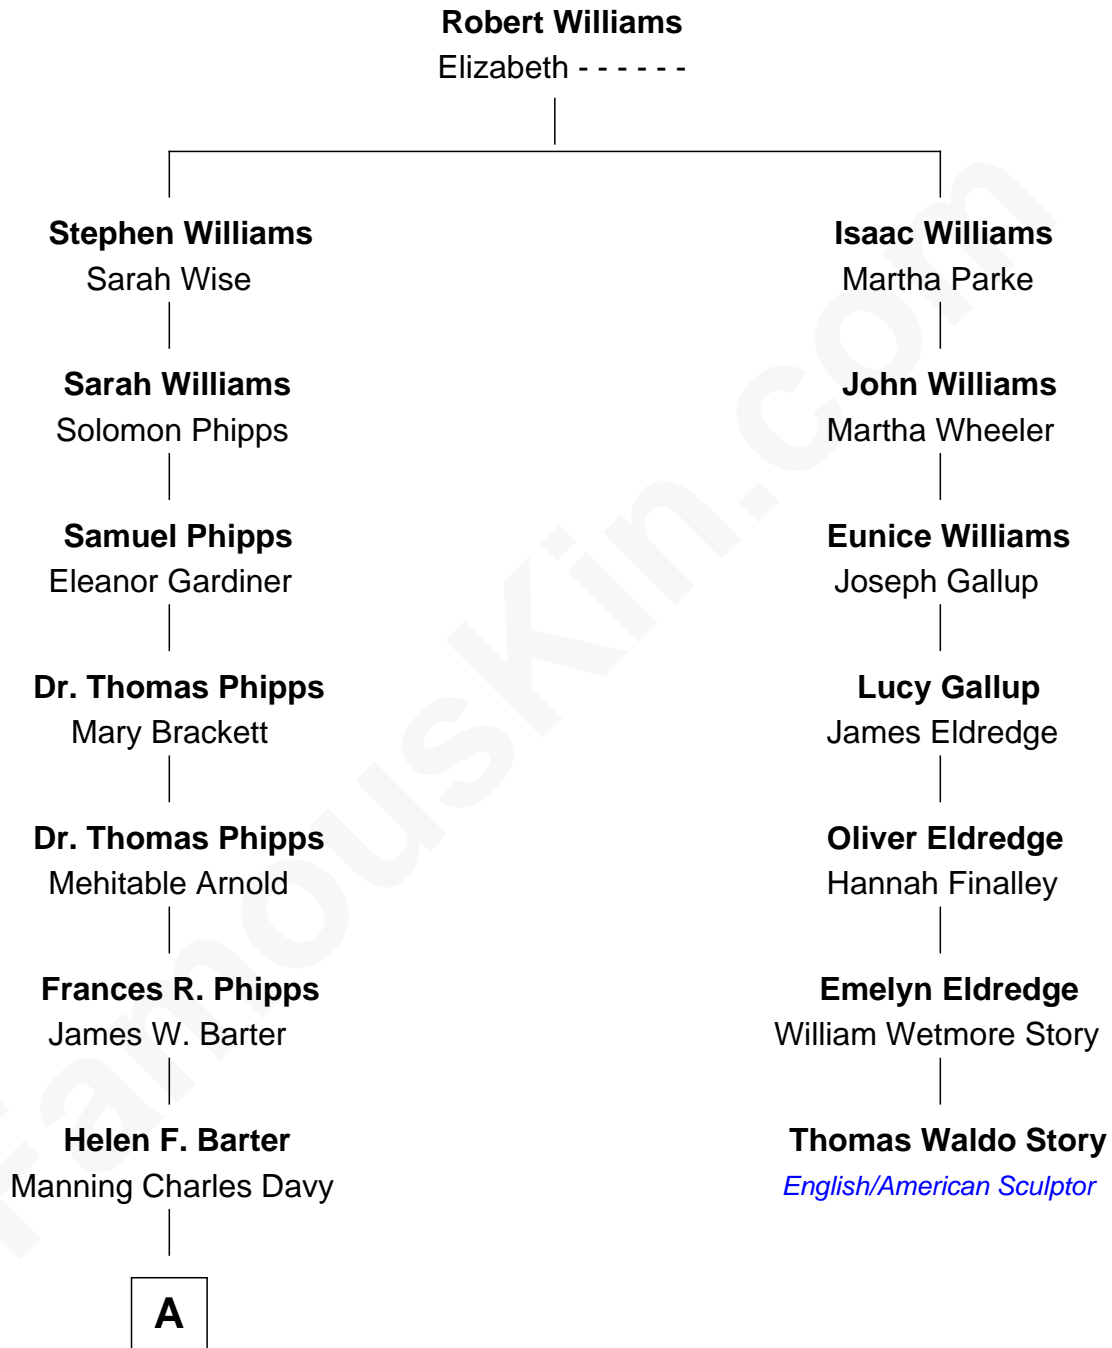 Robert Williams
Elizabeth - - - - - -
Stephen Williams
Sarah Wise
Sarah Williams
Solomon Phipps
Samuel Phipps
Eleanor Gardiner
Dr. Thomas Phipps
Mary Brackett
Dr. Thomas Phipps
Mehitable Arnold
Frances R. Phipps
James W. Barter
Helen F. Barter
Manning Charles Davy
A
Isaac Williams
Martha Parke
John Williams
Martha Wheeler
Eunice Williams
Joseph Gallup
Lucy Gallup
James Eldredge
Oliver Eldredge
Hannah Finalley
Emelyn Eldredge
William Wetmore Story
Thomas Waldo Story
English/American Sculptor
FamousKin.com